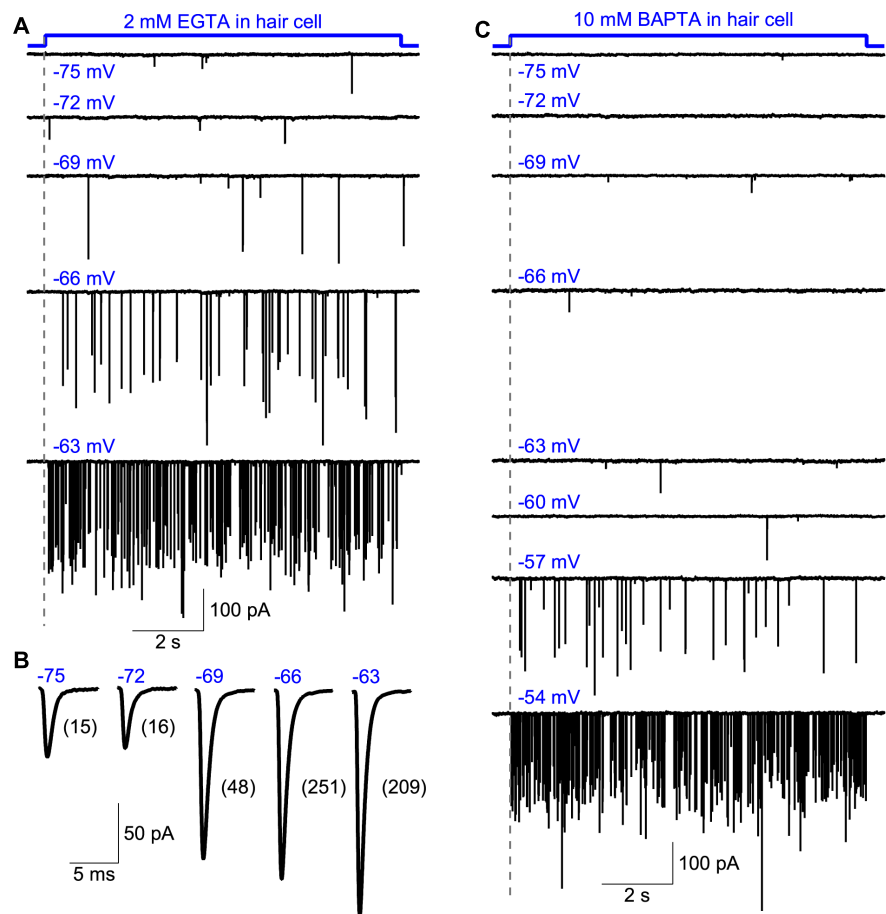 A
2 mM EGTA in hair cell
-75 mV
-72 mV
-69 mV
-66 mV
-63 mV
100 pA
2 s
B
-75 -72 -69 -66 -63
(15) (16) (48) (251) (209)
50 pA
5 ms
C
10 mM BAPTA in hair cell
-75 mV
-72 mV
-69 mV
-66 mV
-63 mV
-60 mV
-57 mV
-54 mV
100 pA
2 s